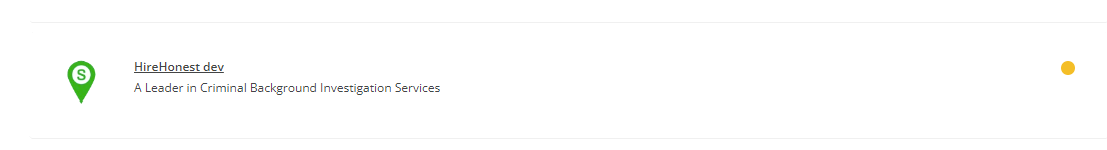 S
HireHonest dev
A Leader in Criminal Background Investigation Services